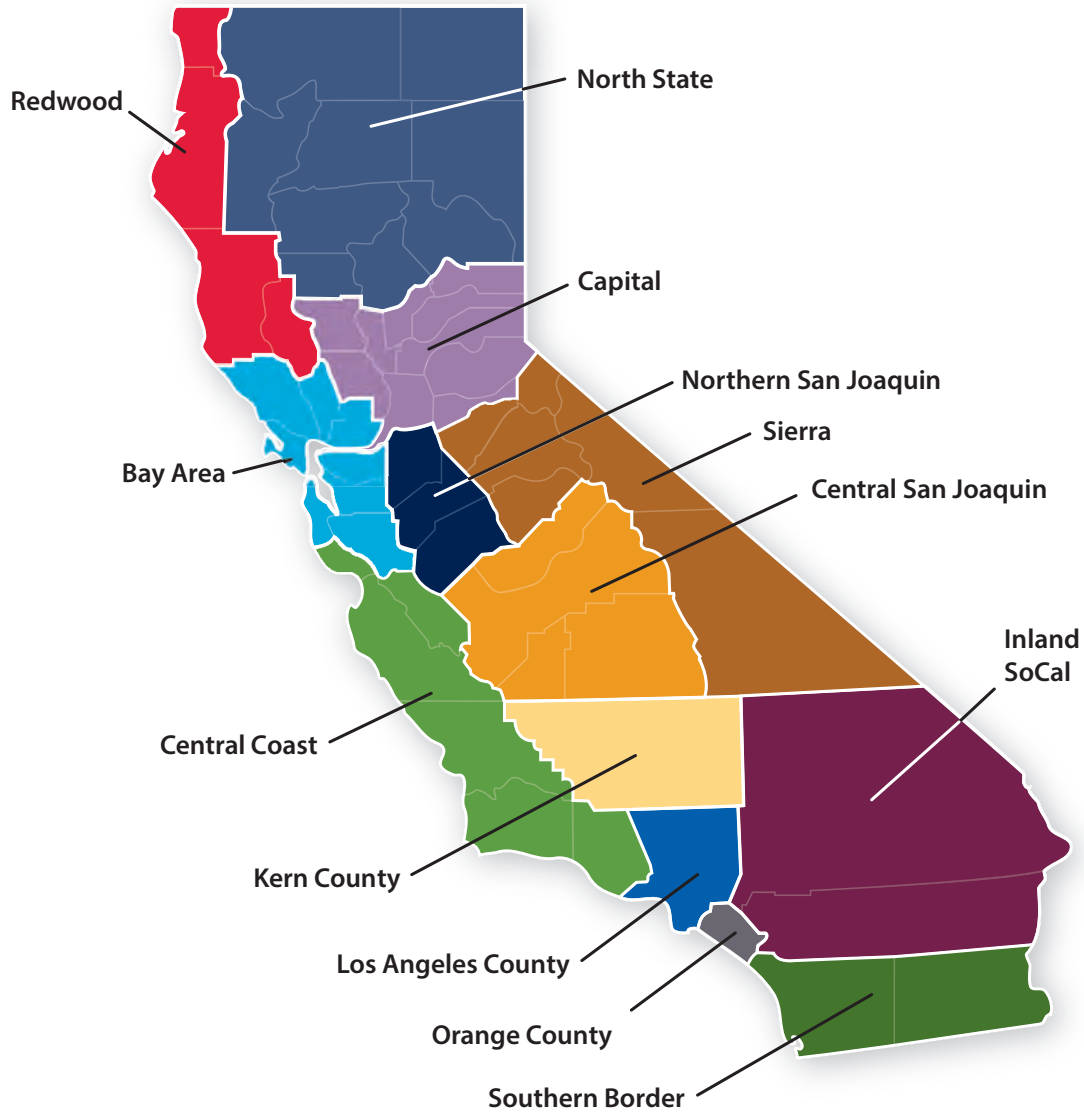 North State
Redwood
Capital
Northern San Joaquin
Sierra
Bay Area
Central San Joaquin
Inland
SoCal
Central Coast
Kern County
Los Angeles County
Orange County
Southern Border